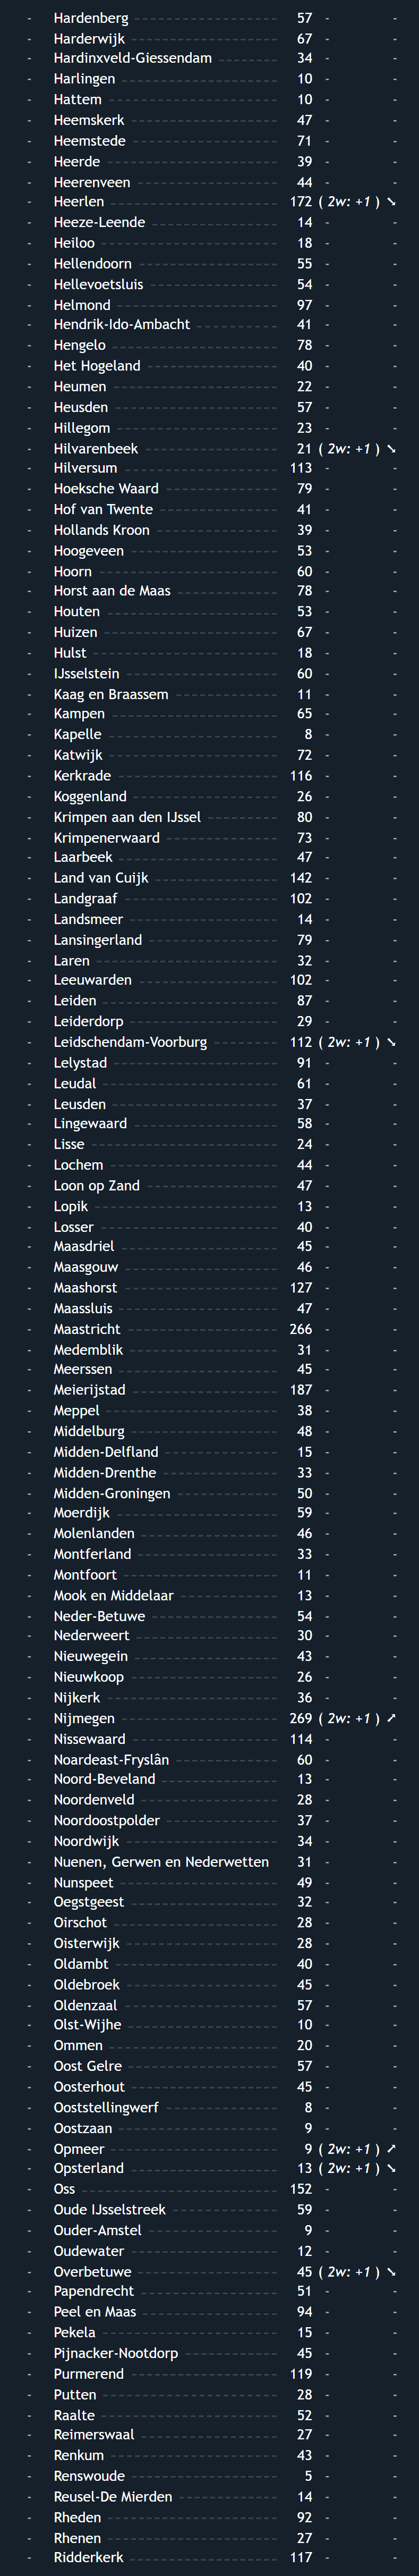 - Hardenberg 57 - -
- Harderwijk 67 - -
- Hardinxveld-Giessendam 34 - -
- Harlingen 10 - -
- Hattem 10 - -
- Heemskerk 47 - -
- Heemstede 71 - -
- Heerde 39 - -
- Heerenveen 44 - -
- Heerlen 172 ( 2w: +1 ) ➘
- Heeze-Leende 14 - -
- Heiloo 18 - -
- Hellendoorn 55 - -
- Hellevoetsluis 54 - -
- Helmond 97 - -
- Hendrik-Ido-Ambacht 41 - -
- Hengelo 78 - -
- Het Hogeland 40 - -
- Heumen 22 - -
- Heusden 57 - -
- Hillegom 23 - -
- Hilvarenbeek 21 ( 2w: +1 ) ➘
- Hilversum 113 - -
- Hoeksche Waard 79 - -
- Hof van Twente 41 - -
- Hollands Kroon 39 - -
- Hoogeveen 53 - -
- Hoorn 60 - -
- Horst aan de Maas 78 - -
- Houten 53 - -
- Huizen 67 - -
- Hulst 18 - -
- IJsselstein 60 - -
- Kaag en Braassem 11 - -
- Kampen 65 - -
- Kapelle 8 - -
- Katwijk 72 - -
- Kerkrade 116 - -
- Koggenland 26 - -
- Krimpen aan den IJssel 80 - -
- Krimpenerwaard 73 - -
- Laarbeek 47 - -
- Land van Cuijk 142 - -
- Landgraaf 102 - -
- Landsmeer 14 - -
- Lansingerland 79 - -
- Laren 32 - -
- Leeuwarden 102 - -
- Leiden 87 - -
- Leiderdorp 29 - -
- Leidschendam-Voorburg 112 ( 2w: +1 ) ➘
- Lelystad 91 - -
- Leudal 61 - -
- Leusden 37 - -
- Lingewaard 58 - -
- Lisse 24 - -
- Lochem 44 - -
- Loon op Zand 47 - -
- Lopik 13 - -
- Losser 40 - -
- Maasdriel 45 - -
- Maasgouw 46 - -
- Maashorst 127 - -
- Maassluis 47 - -
- Maastricht 266 - -
- Medemblik 31 - -
- Meerssen 45 - -
- Meierijstad 187 - -
- Meppel 38 - -
- Middelburg 48 - -
- Midden-Delfland 15 - -
- Midden-Drenthe 33 - -
- Midden-Groningen 50 - -
- Moerdijk 59 - -
- Molenlanden 46 - -
- Montferland 33 - -
- Montfoort 11 - -
- Mook en Middelaar 13 - -
- Neder-Betuwe 54 - -
- Nederweert 30 - -
- Nieuwegein 43 - -
- Nieuwkoop 26 - -
- Nijkerk 36 - -
- Nijmegen 269 ( 2w: +1 ) ➚
- Nissewaard 114 - -
- Noardeast-Fryslân 60 - -
- Noord-Beveland 13 - -
- Noordenveld 28 - -
- Noordoostpolder 37 - -
- Noordwijk 34 - -
- Nuenen, Gerwen en Nederwetten 31 - -
- Nunspeet 49 - -
- Oegstgeest 32 - -
- Oirschot 28 - -
- Oisterwijk 28 - -
- Oldambt 40 - -
- Oldebroek 45 - -
- Oldenzaal 57 - -
- Olst-Wijhe 10 - -
- Ommen 20 - -
- Oost Gelre 57 - -
- Oosterhout 45 - -
- Ooststellingwerf 8 - -
- Oostzaan 9 - -
- Opmeer 9 ( 2w: +1 ) ➚
- Opsterland 13 ( 2w: +1 ) ➘
- Oss 152 - -
- Oude IJsselstreek 59 - -
- Ouder-Amstel 9 - -
- Oudewater 12 - -
- Overbetuwe 45 ( 2w: +1 ) ➘
- Papendrecht 51 - -
- Peel en Maas 94 - -
- Pekela 15 - -
- Pijnacker-Nootdorp 45 - -
- Purmerend 119 - -
- Putten 28 - -
- Raalte 52 - -
- Reimerswaal 27 - -
- Renkum 43 - -
- Renswoude 5 - -
- Reusel-De Mierden 14 - -
- Rheden 92 - -
- Rhenen 27 - -
- Ridderkerk 117 - -